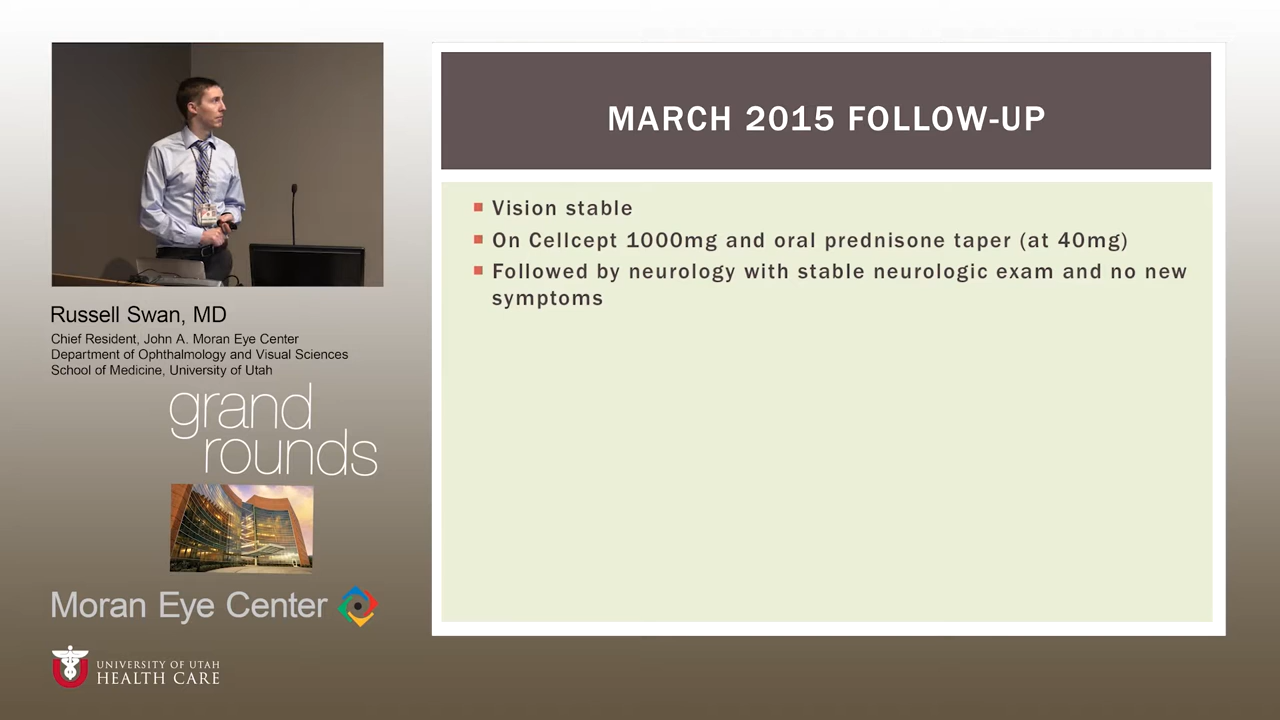 MARCH 2015 FOLLOW-UP
Vision stable
On Cellcept 1000mg and oral prednisone taper (at 40mg)
Followed by neurology with stable neurologic exam and no new
symptoms
Russell Swan, MD
Chief Resident, John A. Moran Eye Center
Department of Ophthalmology and Visual Sciences
School of Medicine, University of Utah
grand
rounds
Moran Eye Center
UNIVERSITY OF UTAH
HEALTH CARE